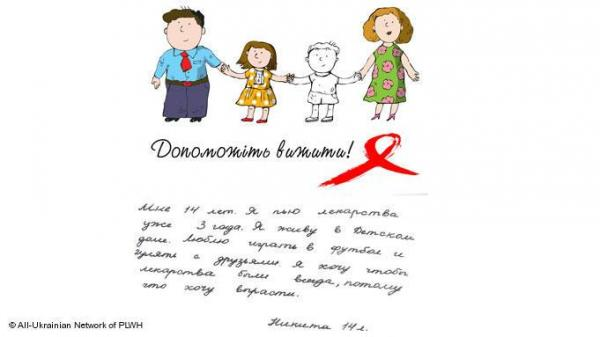 Допоможіть вижити!
Мне 14 лет. Я пью лекарства
уже 3 года. Я живу в Детском
доме. Люблю играть в футбол и
гулять с друзьями. Я хочу чтобы
лекарства были всегда, потому
что хочу вырасти.
Никита 14 л.
© All-Ukrainian Network of PLWH